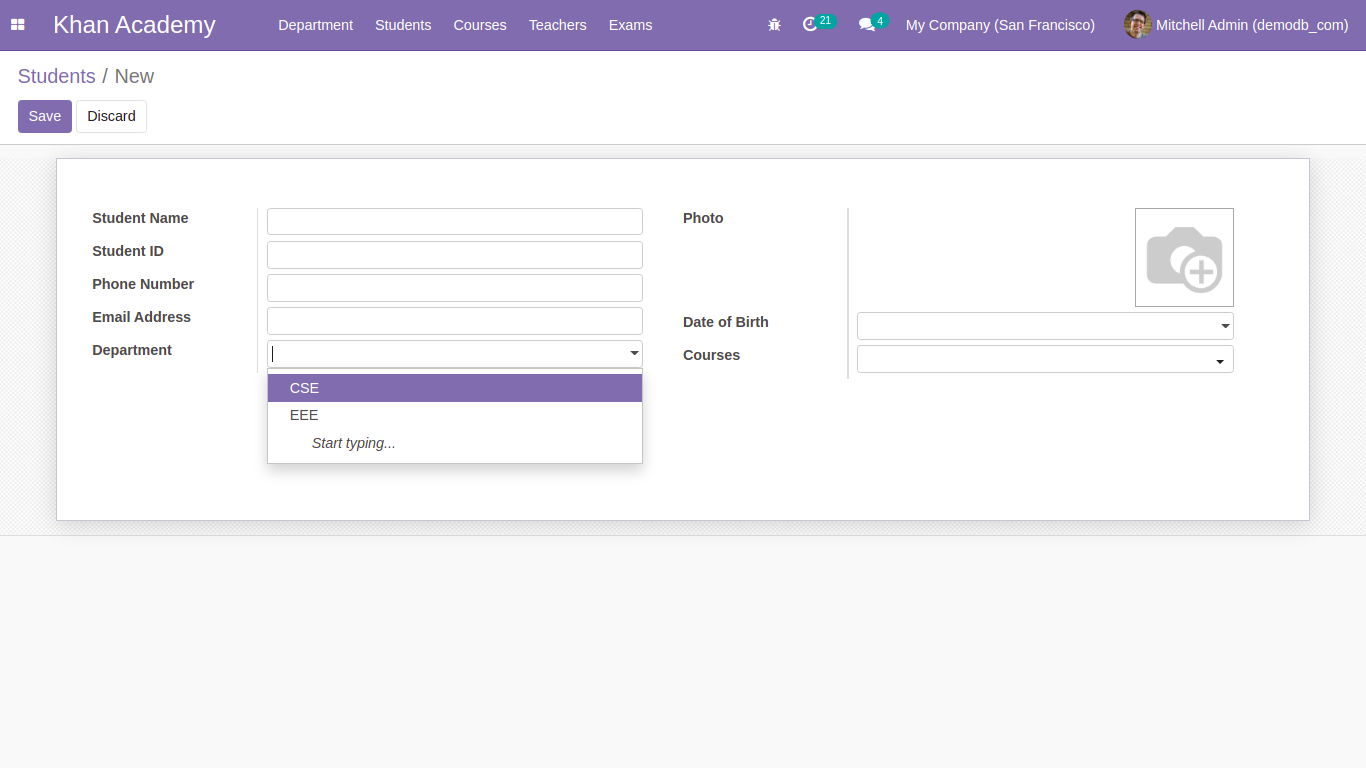 Khan Academy Department Students Courses Teachers Exams 21 4 My Company (San Francisco) Mitchell Admin (demodb_com)
Students / New
Save Discard
Student Name
Student ID
Phone Number
Email Address
Department
CSE
EEE
Start typing...
Photo
Date of Birth
Courses